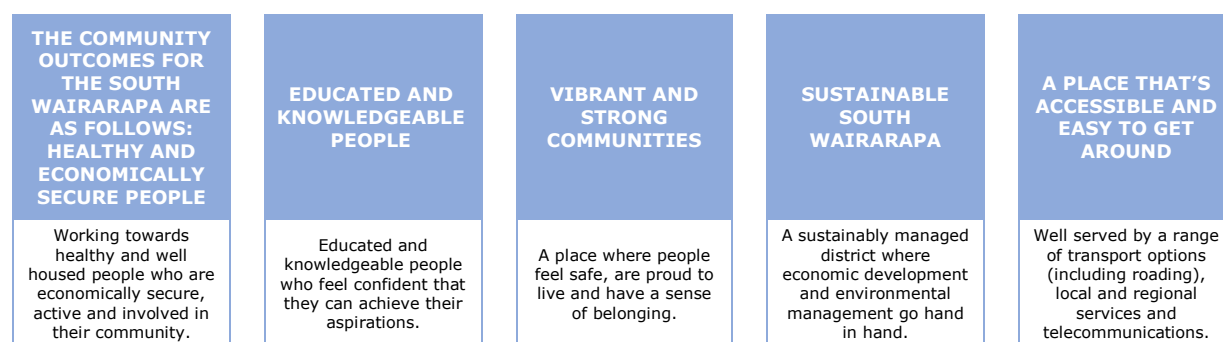 THE COMMUNITY
OUTCOMES FOR
THE SOUTH
WAIRARAPA ARE
AS FOLLOWS:
HEALTHY AND
ECONOMICALLY
SECURE PEOPLE
Working towards
healthy and well
housed people who are
economically secure,
active and involved in
their community.
EDUCATED AND
KNOWLEDGEABLE
PEOPLE
Educated and
knowledgeable people
who feel confident that
they can achieve their
aspirations.
VIBRANT AND
STRONG
COMMUNITIES
A place where people
feel safe, are proud to
live and have a sense
of belonging.
SUSTAINABLE
SOUTH
WAIRARAPA
A sustainably managed
district where
economic development
and environmental
management go hand
in hand.
A PLACE THAT’S
ACCESSIBLE AND
EASY TO GET
AROUND
Well served by a range
of transport options
(including roading),
local and regional
services and
telecommunications.